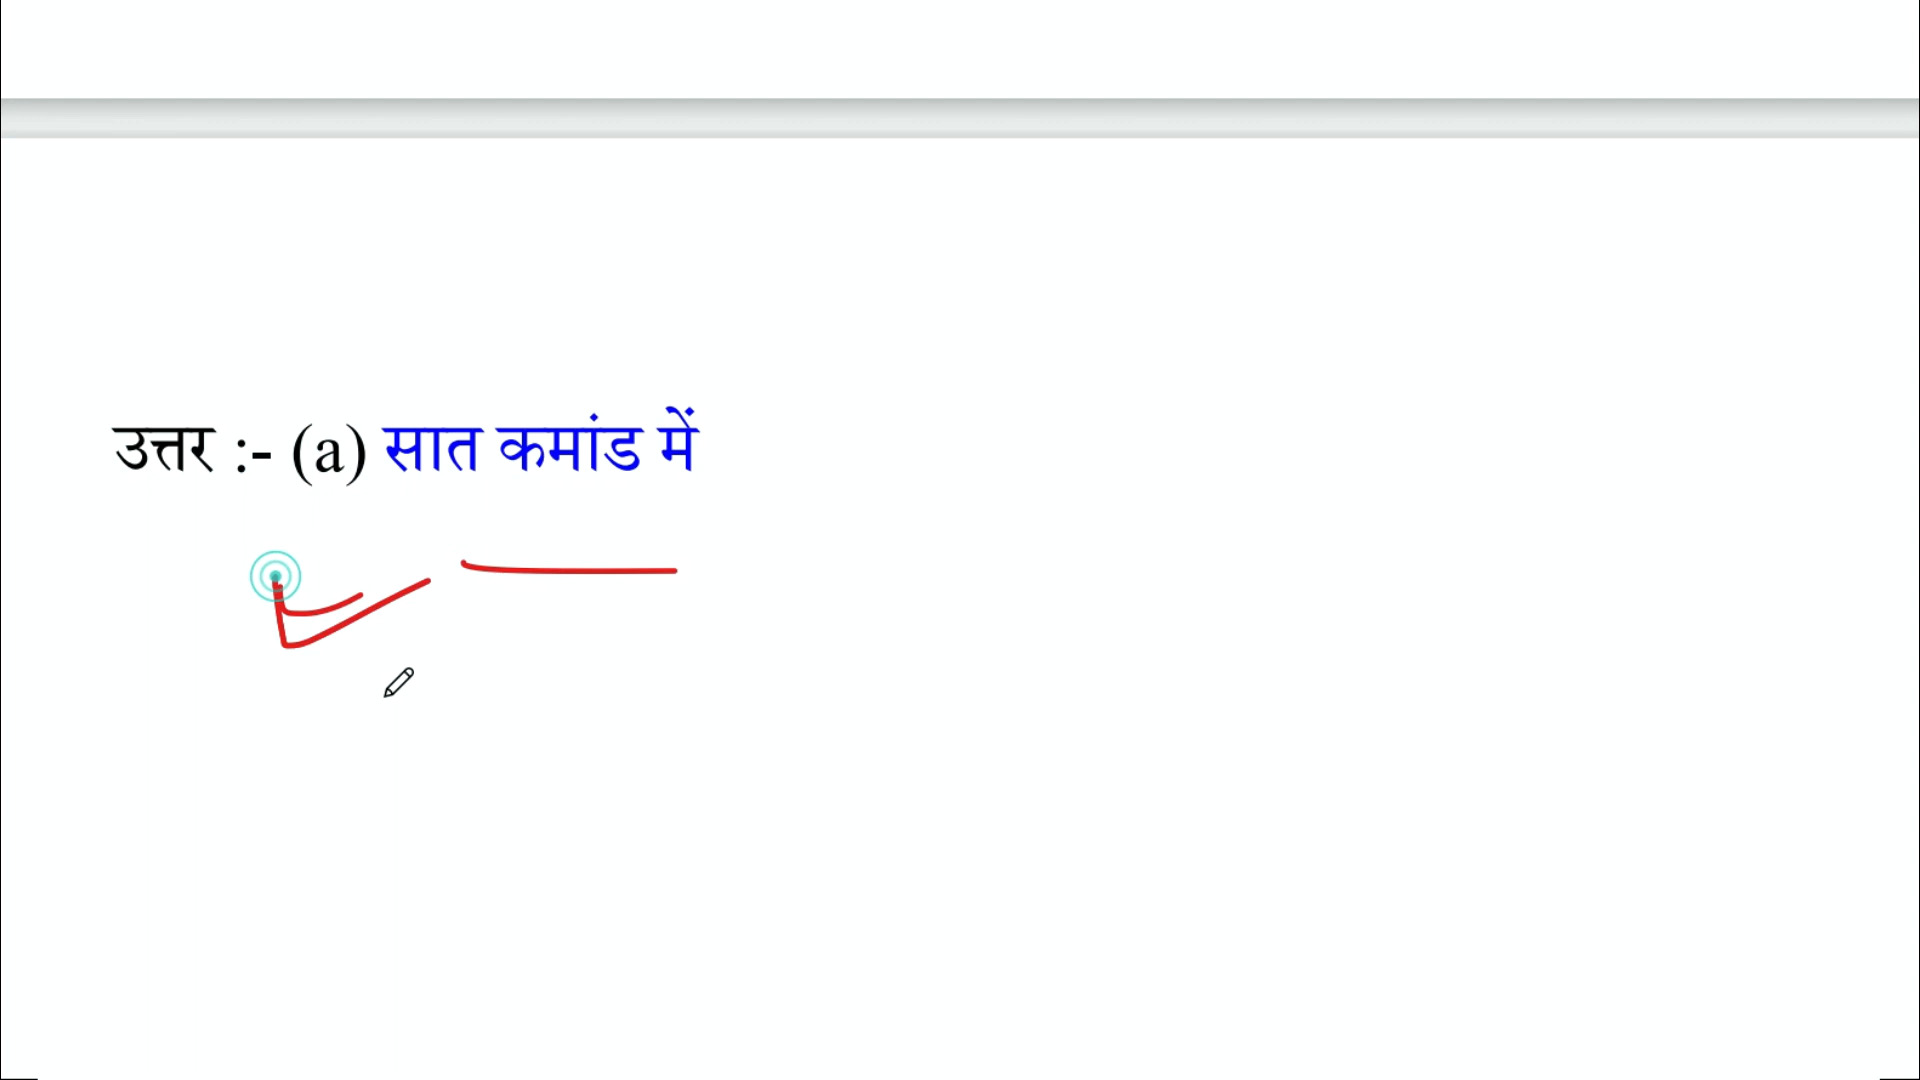 उत्तर :- (a) सात कमांड में